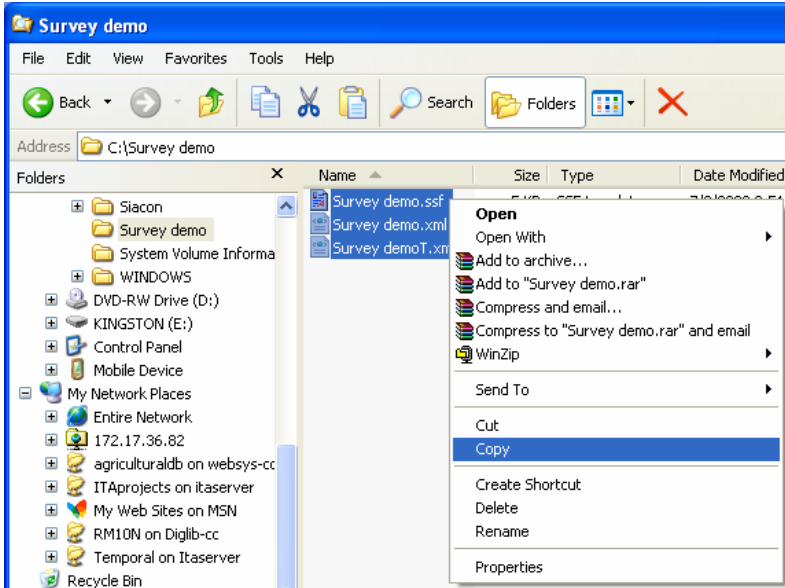 Survey demo
File Edit View Favorites Tools Help
Back Search Folders
Address C:\Survey demo
Folders X Name Size Type Date Modified
Siacon
Survey demo
System Volume Informa
WINDOWS
DVD-RW Drive (D:)
KINGSTON (E:)
Control Panel
Mobile Device
My Network Places
Entire Network
172.17.36.82
agriculturaldb on websys-cc
ITAprojects on itaserver
My Web Sites on MSN
RM10N on Diglib-cc
Temporal on Itaserver
Recycle Bin
Survey demo.ssf
Survey demo.xml
Survey demoT.xm
Open
Open With
Add to archive...
Add to "Survey demo.rar"
Compress and email...
Compress to "Survey demo.rar" and email
WinZip
Send To
Cut
Copy
Create Shortcut
Delete
Rename
Properties